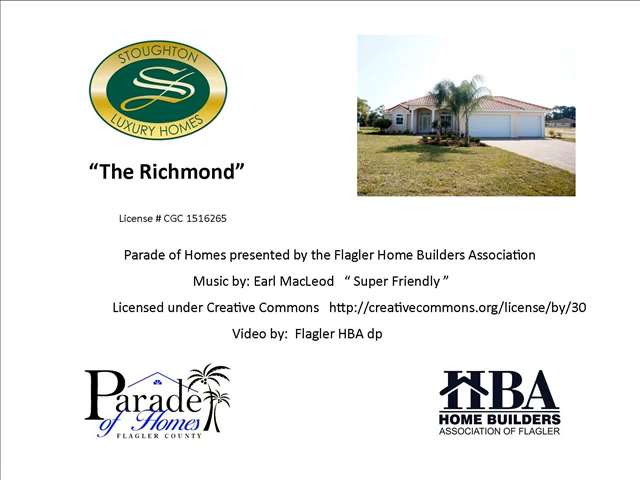 STOUGHTON
LUXURY HOMES
“The Richmond”
License # CGC 1516265
Parade of Homes presented by the Flagler Home Builders Association
Music by: Earl MacLeod “ Super Friendly ”
Licensed under Creative Commons http://creativecommons.org/license/by/30
Video by: Flagler HBA dp
Parade
of Homes
FLAGLER COUNTY
HBA
HOME BUILDERS
ASSOCIATION OF FLAGLER